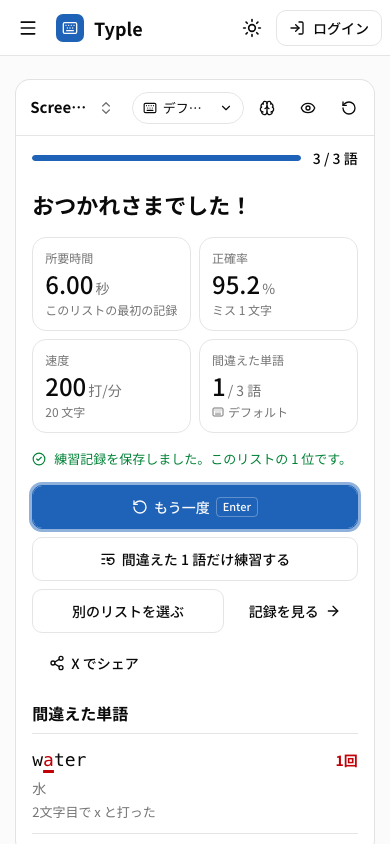 Typle
ログイン
Scree…
デフ…
3 / 3 語
おつかれさまでした！
所要時間
6.00 秒
このリストの最初の記録
正確率
95.2 %
ミス 1 文字
速度
200 打/分
20 文字
間違えた単語
1 / 3 語
デフォルト
練習記録を保存しました。このリストの 1 位です。
もう一度 Enter
間違えた 1 語だけ練習する
別のリストを選ぶ
記録を見る
X でシェア
間違えた単語
water
1回
水
2文字目で x と打った